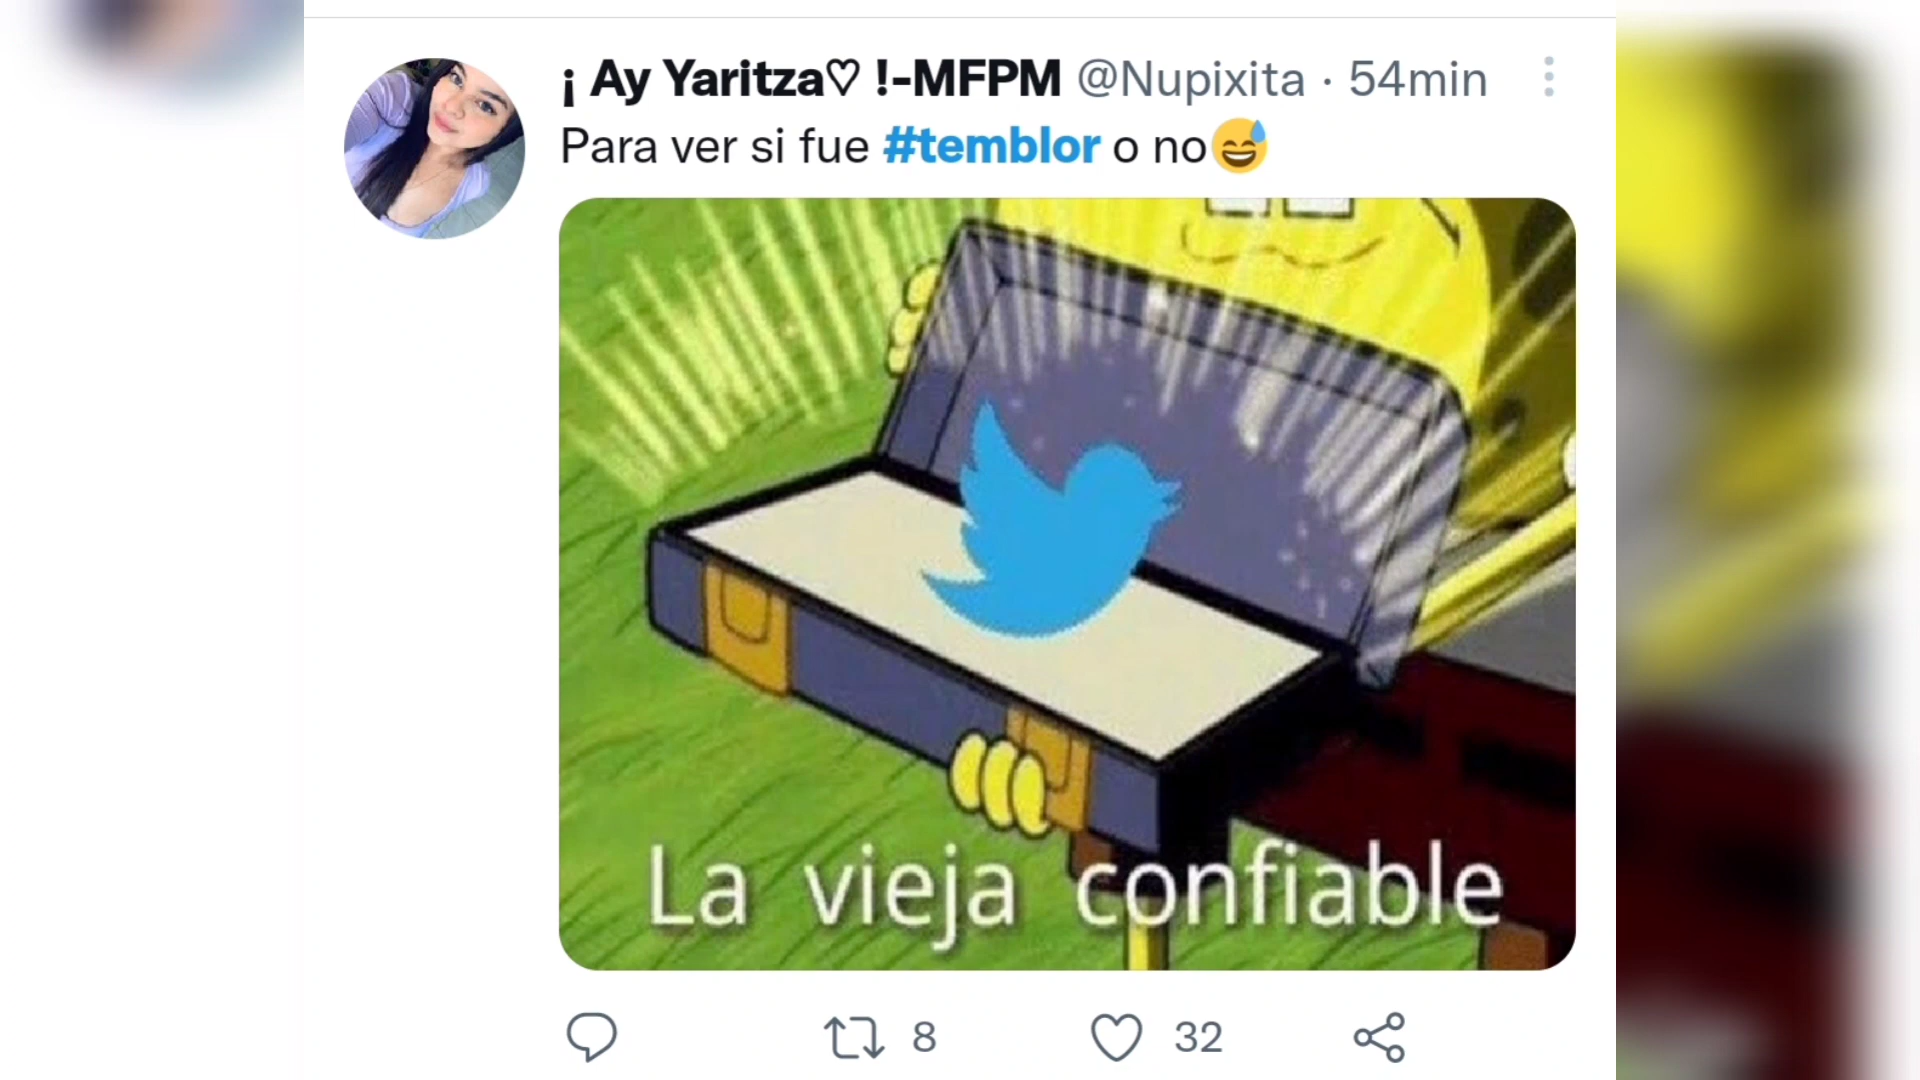 ¡ Ay Yaritza♡ !-MFPM @Nupixita · 54min
Para ver si fue #temblor o no😅
La vieja confiable
8 32